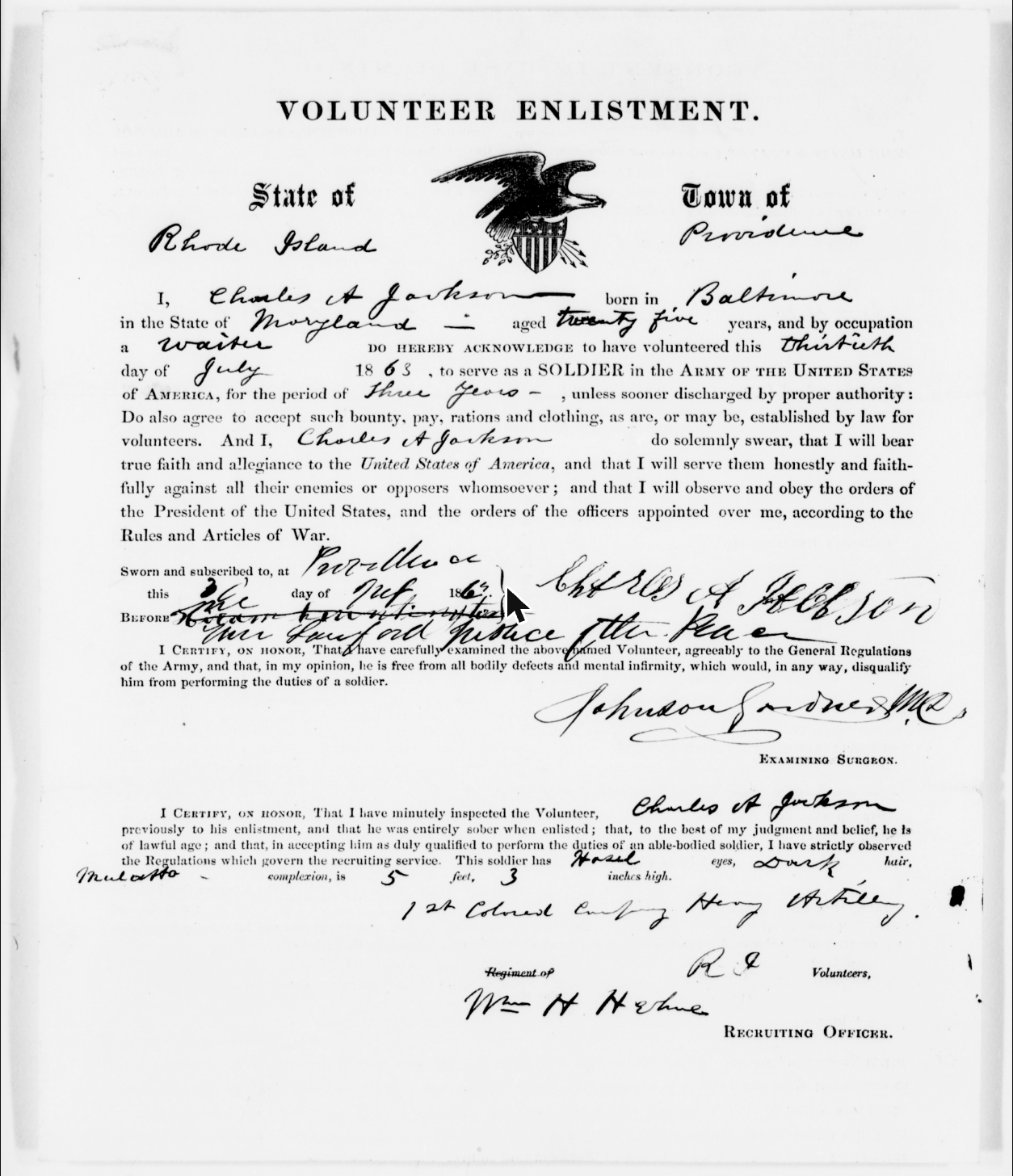 VOLUNTEER ENLISTMENT.
State of Town of
Rhode Island Providence
I, Charles A Jackson born in Baltimore
in the State of Maryland — aged twenty five years, and by occupation
a waiter DO HEREBY ACKNOWLEDGE to have volunteered this thirtieth
day of July 1863, to serve as a SOLDIER in the ARMY OF THE UNITED STATES
OF AMERICA, for the period of Three Years – , unless sooner discharged by proper authority:
Do also agree to accept such bounty, pay, rations and clothing, as are, or may be, established by law for
volunteers. And I, Charles A Jackson do solemnly swear, that I will bear
true faith and allegiance to the United States of America, and that I will serve them honestly and faith-
fully against all their enemies or opposers whomsoever; and that I will observe and obey the orders of
the President of the United States, and the orders of the officers appointed over me, according to the
Rules and Articles of War.
Sworn and subscribed to, at Providence
this day of 186
Charles A
BEFORE
Justice of the Peace
I CERTIFY, ON HONOR, That I have carefully examined the above named Volunteer, agreeably to the General Regulations
of the Army, and that, in my opinion, he is free from all bodily defects and mental infirmity, which would, in any way, disqualify
him from performing the duties of a soldier.
Johnson Gardner M.D.
EXAMINING SURGEON.
I CERTIFY, ON HONOR, That I have minutely inspected the Volunteer, Charles A Jackson
previously to his enlistment, and that he was entirely sober when enlisted; that, to the best of my judgment and belief, he is
of lawful age; and that, in accepting him as duly qualified to perform the duties of an able-bodied soldier, I have strictly observed
the Regulations which govern the recruiting service. This soldier has Hazel eyes, Dark hair,
Mulatto – complexion, is 5 feet, 3 inches high.
1st Colored Company Heavy Artillery.
Regiment of R I Volunteers,
Wm H
RECRUITING OFFICER.